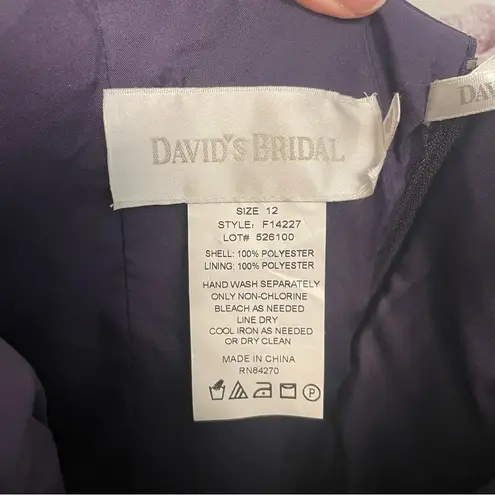 DAVID'S BRIDAL
DAV
SIZE 12
STYLE: F14227
LOT# 526100
SHELL: 100% POLYESTER
LINING: 100% POLYESTER
HAND WASH SEPARATELY
ONLY NON-CHLORINE
BLEACH AS NEEDED
LINE DRY
COOL IRON AS NEEDED
OR DRY CLEAN
MADE IN CHINA
RN84270
P